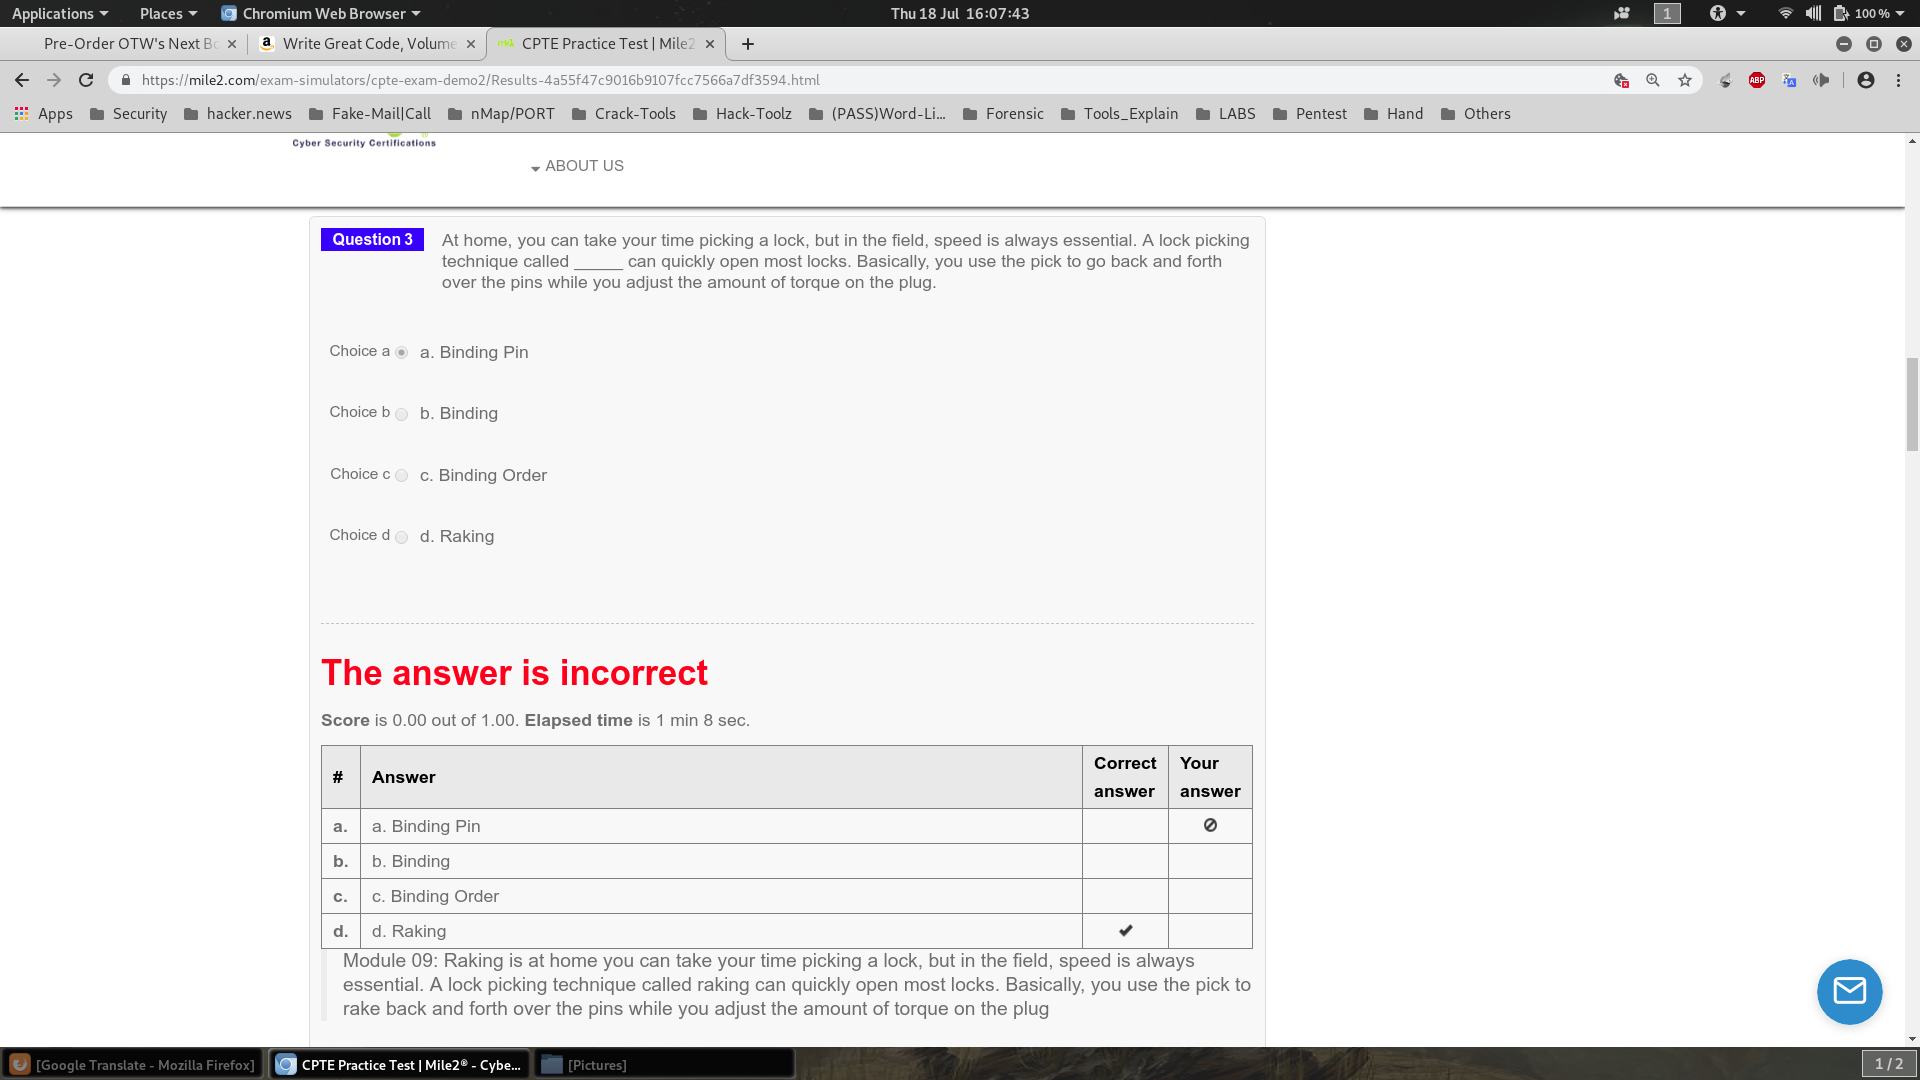 Applications Places Chromium Web Browser Thu 18 Jul 16:07:43 1 100 %
Pre-Order OTW's Next Bo Write Great Code, Volume CPTE Practice Test | Mile2
https://mile2.com/exam-simulators/cpte-exam-demo2/Results-4a55f47c9016b9107fcc7566a7df3594.html ABP
Apps Security hacker.news Fake-Mail|Call nMap/PORT Crack-Tools Hack-Toolz (PASS)Word-Li... Forensic Tools_Explain LABS Pentest Hand Others
Cyber Security Certifications
ABOUT US
Question 3 At home, you can take your time picking a lock, but in the field, speed is always essential. A lock picking
technique called _____ can quickly open most locks. Basically, you use the pick to go back and forth
over the pins while you adjust the amount of torque on the plug.
Choice a a. Binding Pin
Choice b b. Binding
Choice c c. Binding Order
Choice d d. Raking
The answer is incorrect
Score is 0.00 out of 1.00. Elapsed time is 1 min 8 sec.
# Answer Correct answer Your answer
a. a. Binding Pin
b. b. Binding
c. c. Binding Order
d. d. Raking
Module 09: Raking is at home you can take your time picking a lock, but in the field, speed is always
essential. A lock picking technique called raking can quickly open most locks. Basically, you use the pick to
rake back and forth over the pins while you adjust the amount of torque on the plug
[Google Translate - Mozilla Firefox] CPTE Practice Test | Mile2® - Cybe... [Pictures] 1 / 2